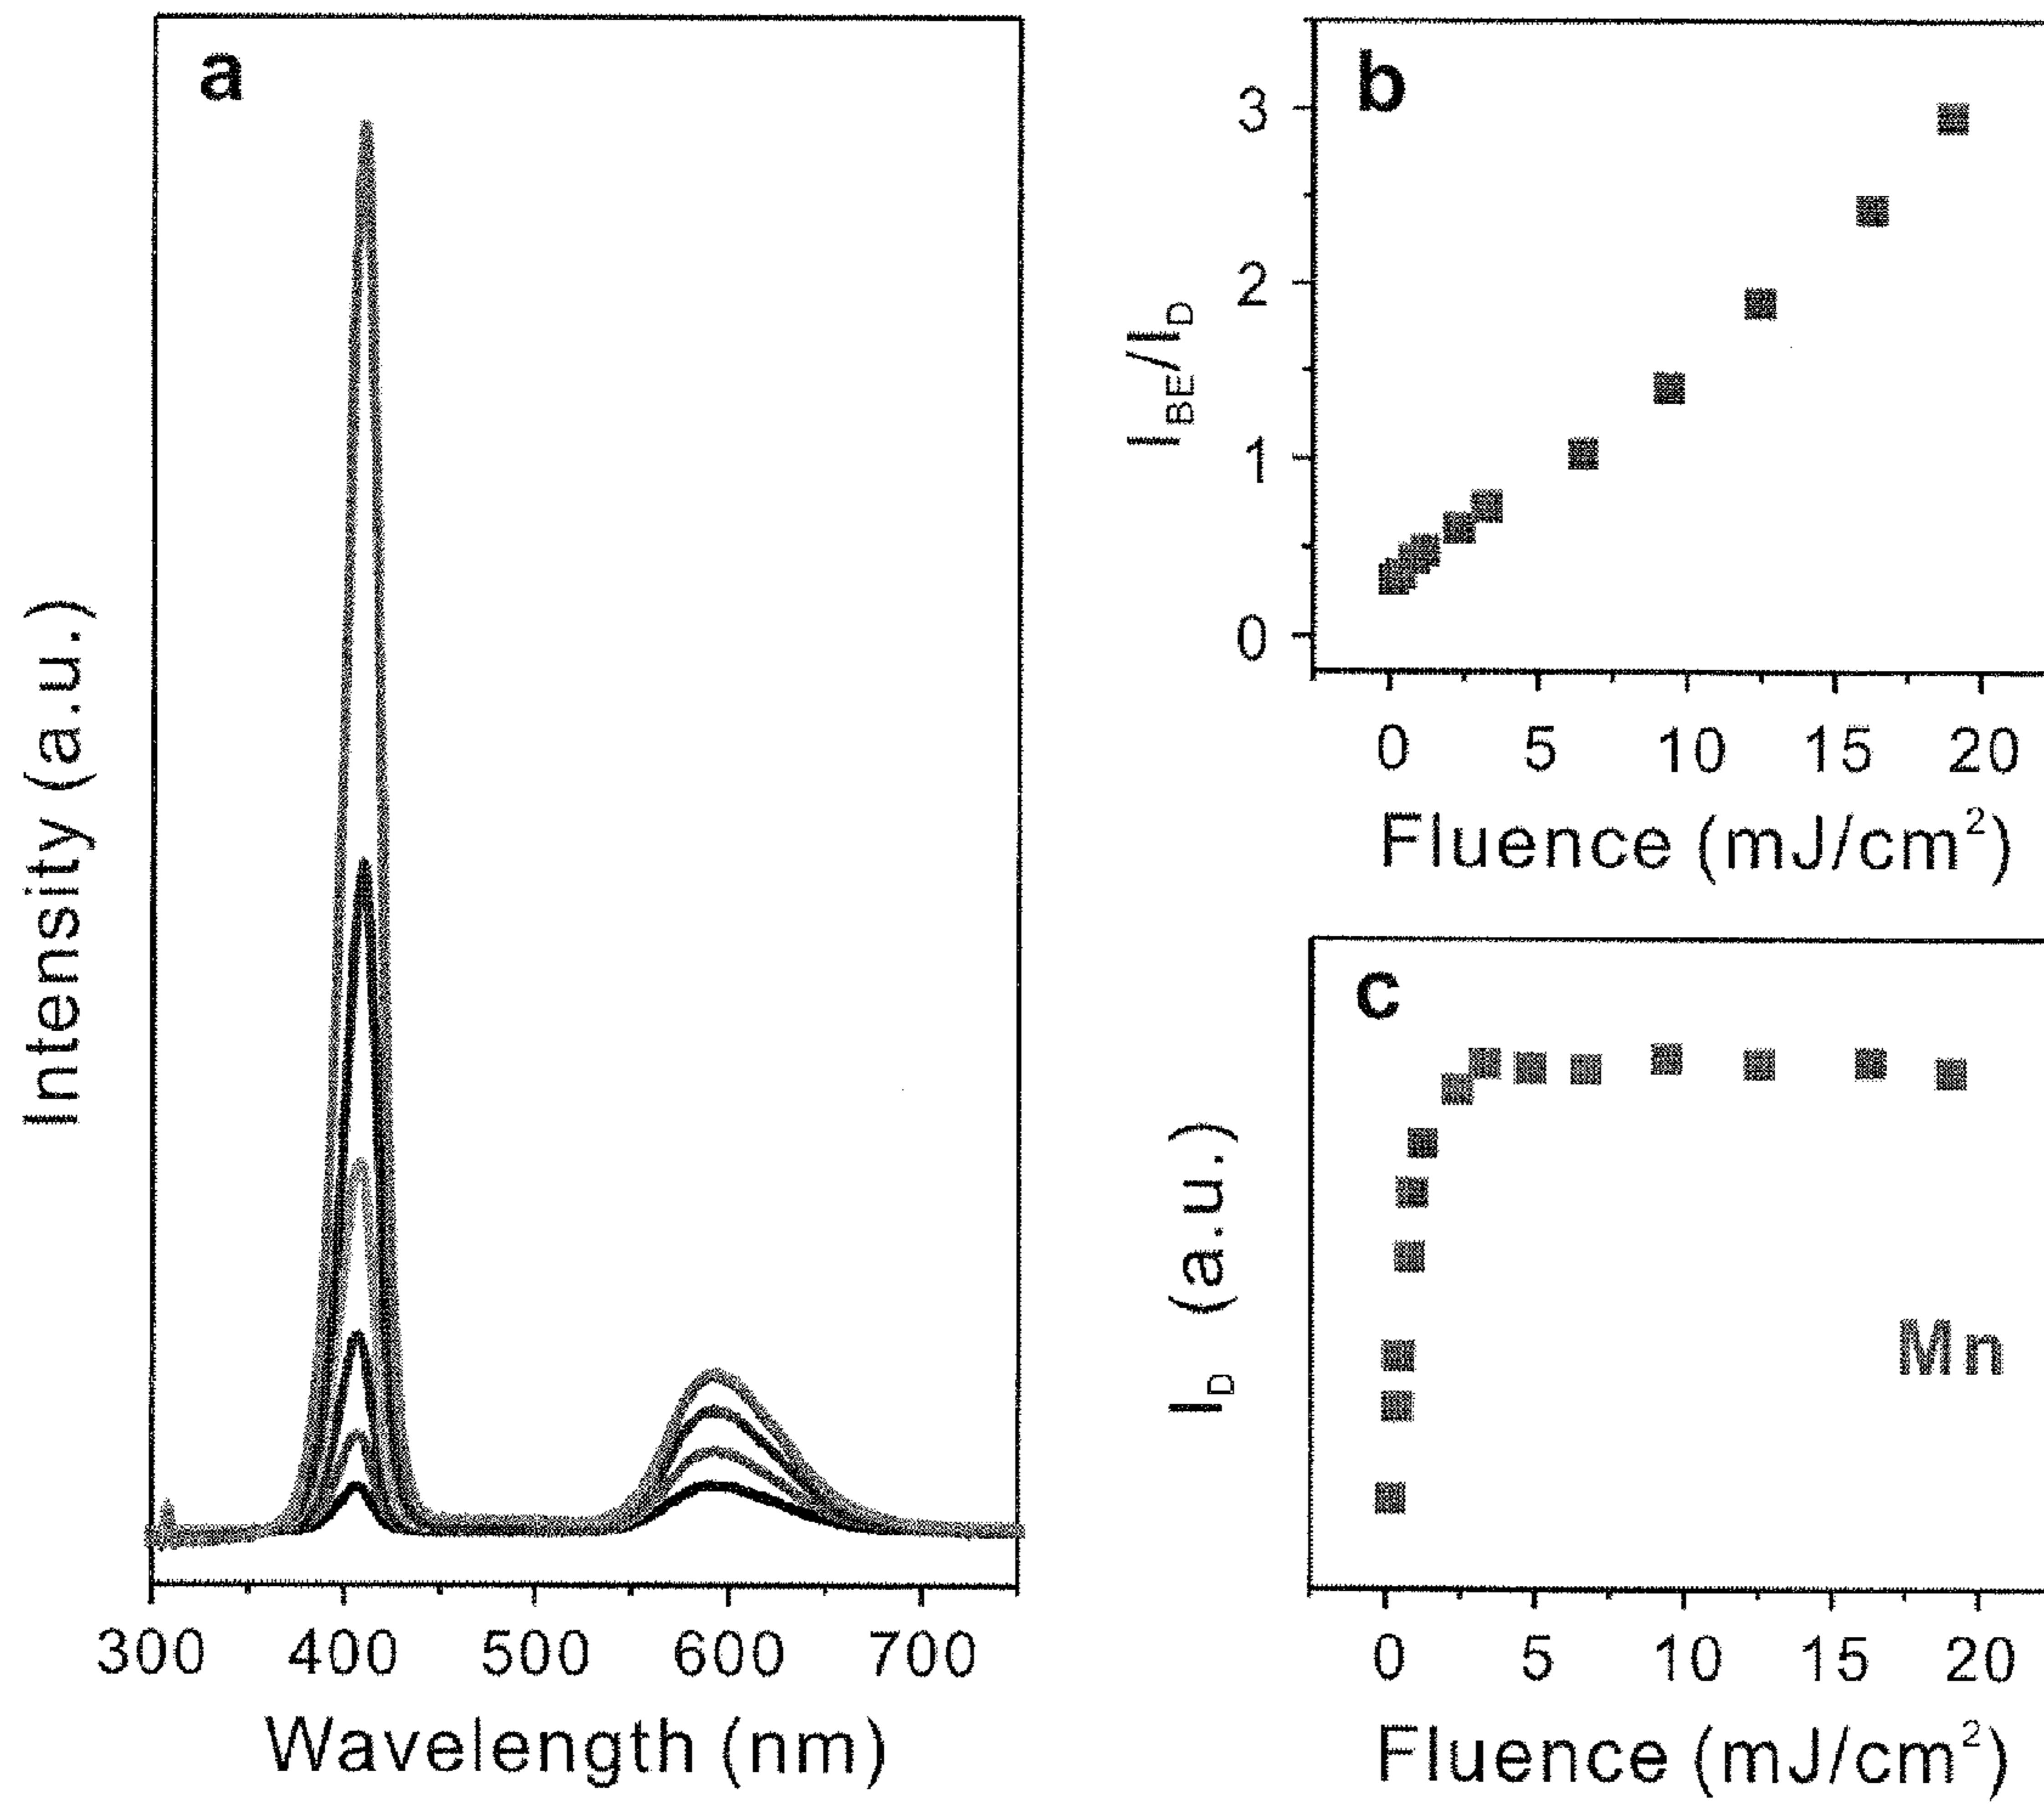 a
Intensity (a.u.)
300 400 500 600 700
Wavelength (nm)
b
3
2
1
0
I_BE/I_D
0 5 10 15 20
Fluence (mJ/cm²)
c
I_D (a.u.)
Mn
0 5 10 15 20
Fluence (mJ/cm²)